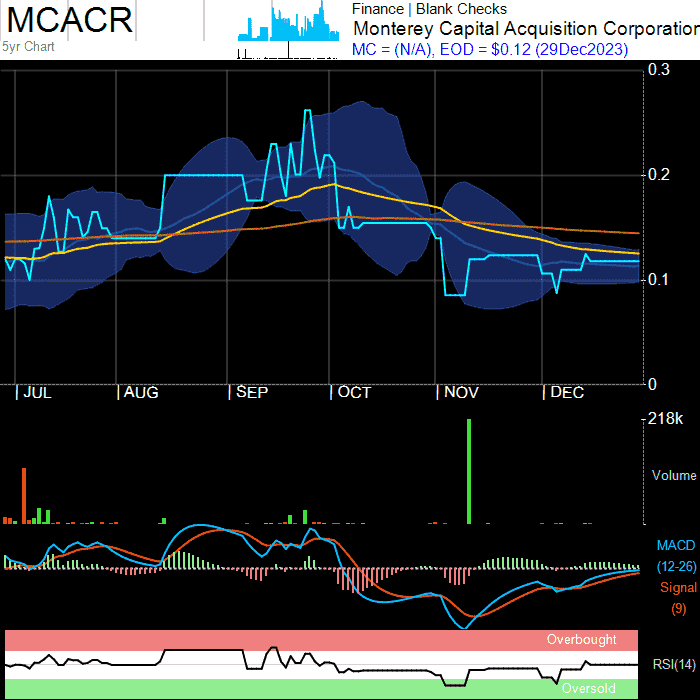 MCACR
5yr Chart
Finance | Blank Checks
Monterey Capital Acquisition Corporation
MC = (N/A), EOD = $0.12 (29Dec2023)
0.3
0.2
0.1
0
JUL
AUG
SEP
OCT
NOV
DEC
218k
Volume
MACD
(12-26)
Signal
(9)
Overbought
RSI(14)
Oversold